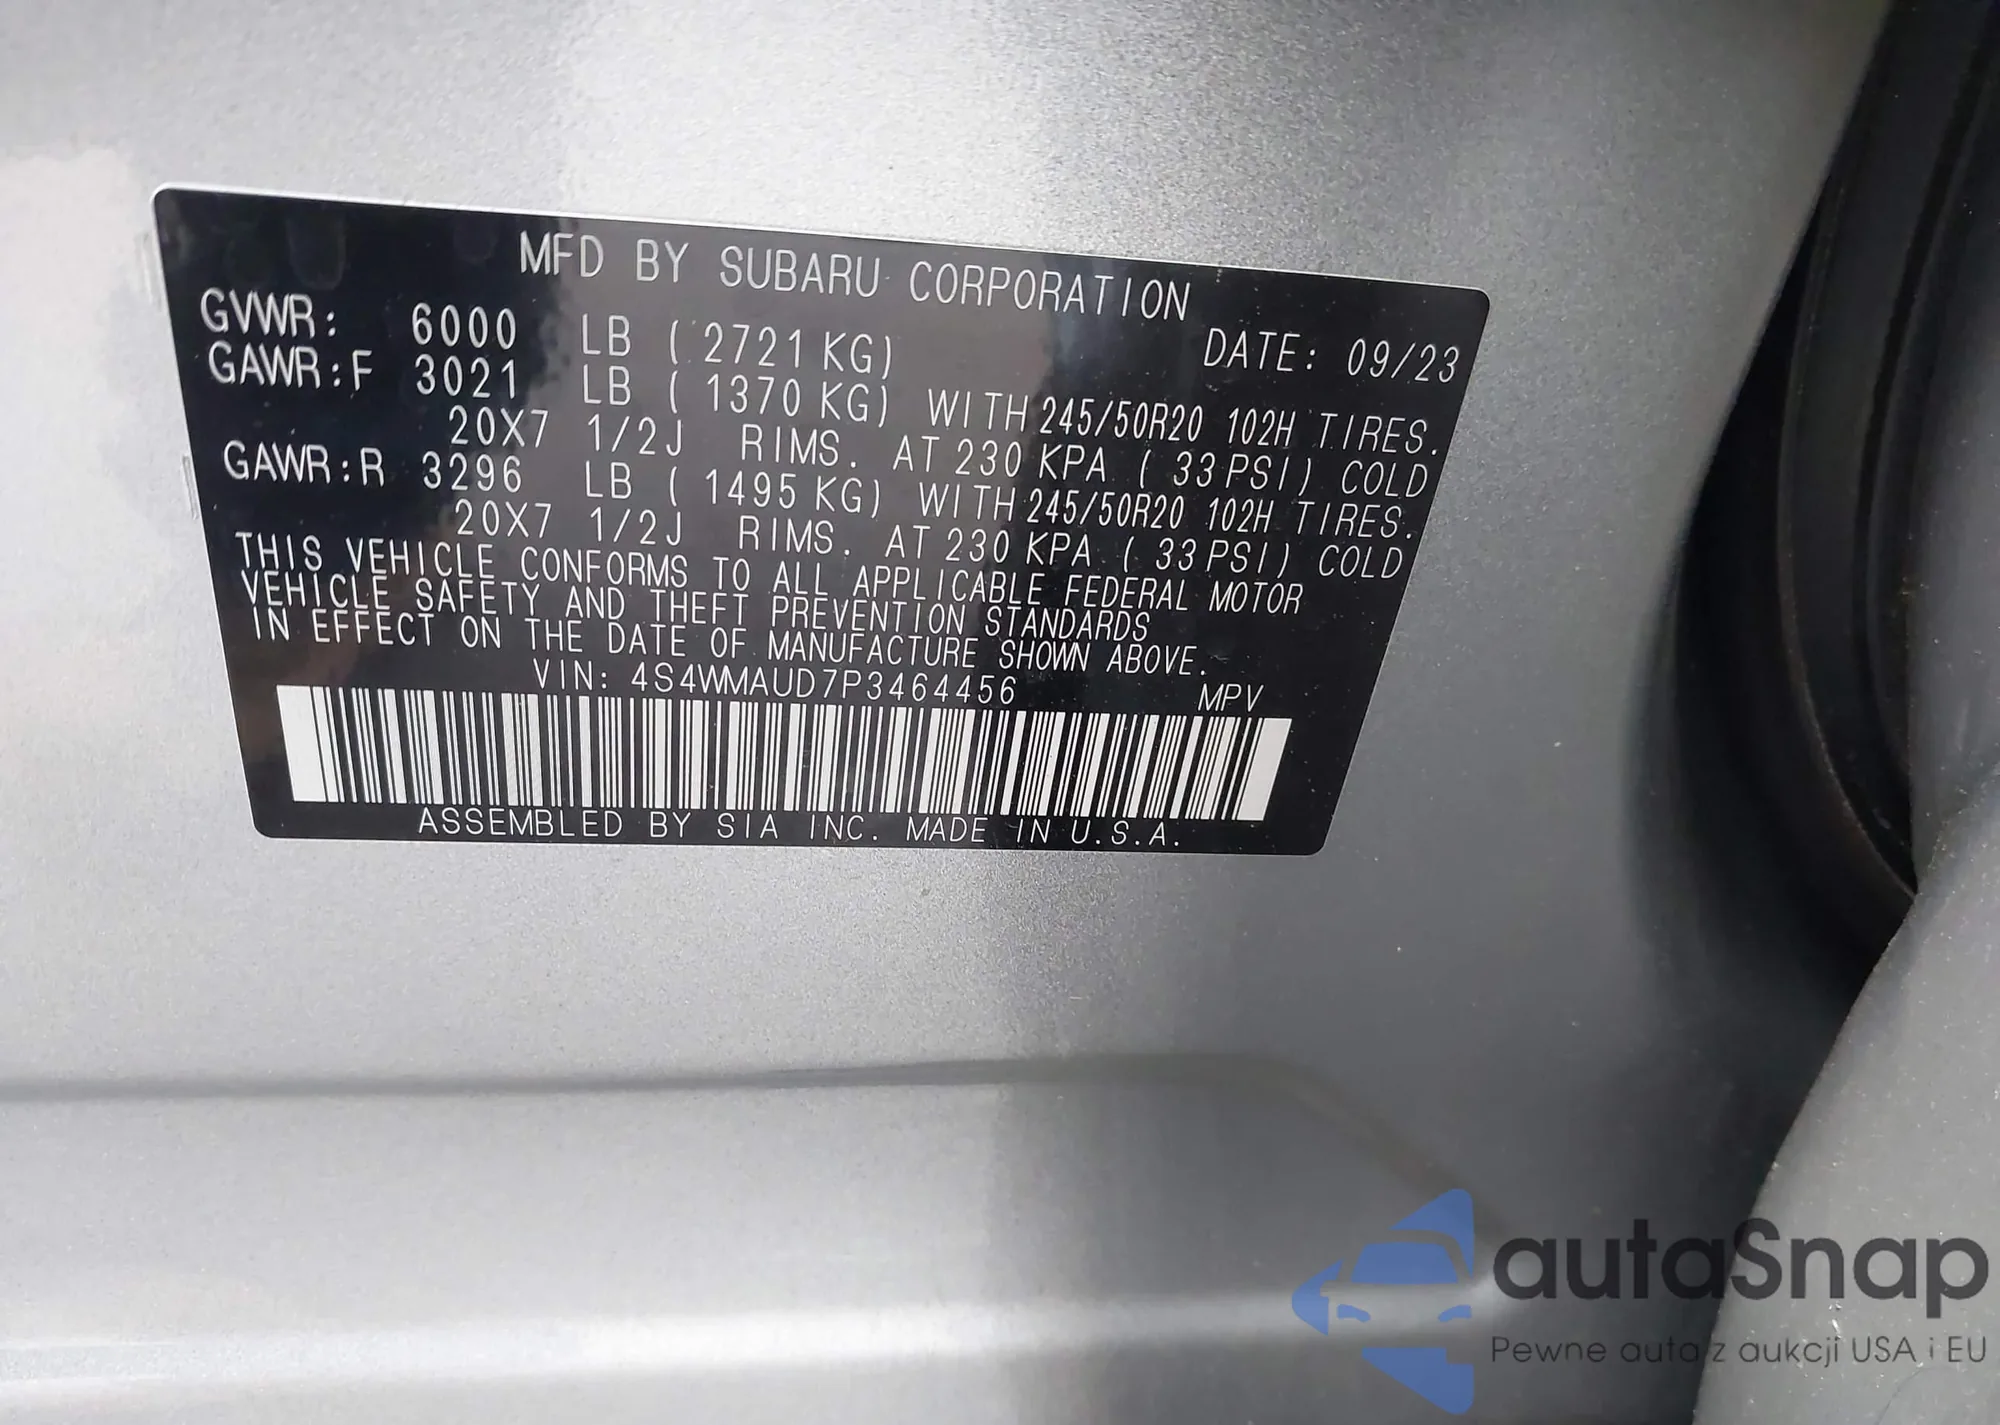 MFD BY SUBARU CORPORATION
GVWR: 6000 LB (2721 KG) DATE: 09/23
GAWR:F 3021 LB (1370 KG) WITH 245/50R20 102H TIRES.
20X7 1/2J RIMS. AT 230 KPA (33 PSI) COLD
GAWR:R 3296 LB (1495 KG) WITH 245/50R20 102H TIRES.
20X7 1/2J RIMS. AT 230 KPA (33 PSI) COLD
THIS VEHICLE CONFORMS TO ALL APPLICABLE FEDERAL MOTOR
VEHICLE SAFETY AND THEFT PREVENTION STANDARDS
IN EFFECT ON THE DATE OF MANUFACTURE SHOWN ABOVE.
VIN: 4S4WMAUD7P3464456 MPV
ASSEMBLED BY SIA INC. MADE IN U.S.A.
autaSnap
Pewne auta z aukcji USA i EU